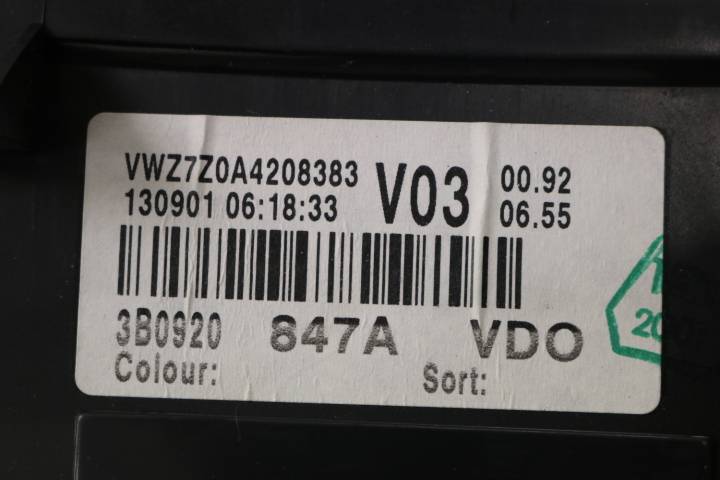 VWZ7Z0A4208383
130901 06:18:33
V03
00.92
06.55
3B0920 847A VDO
Colour: Sort: